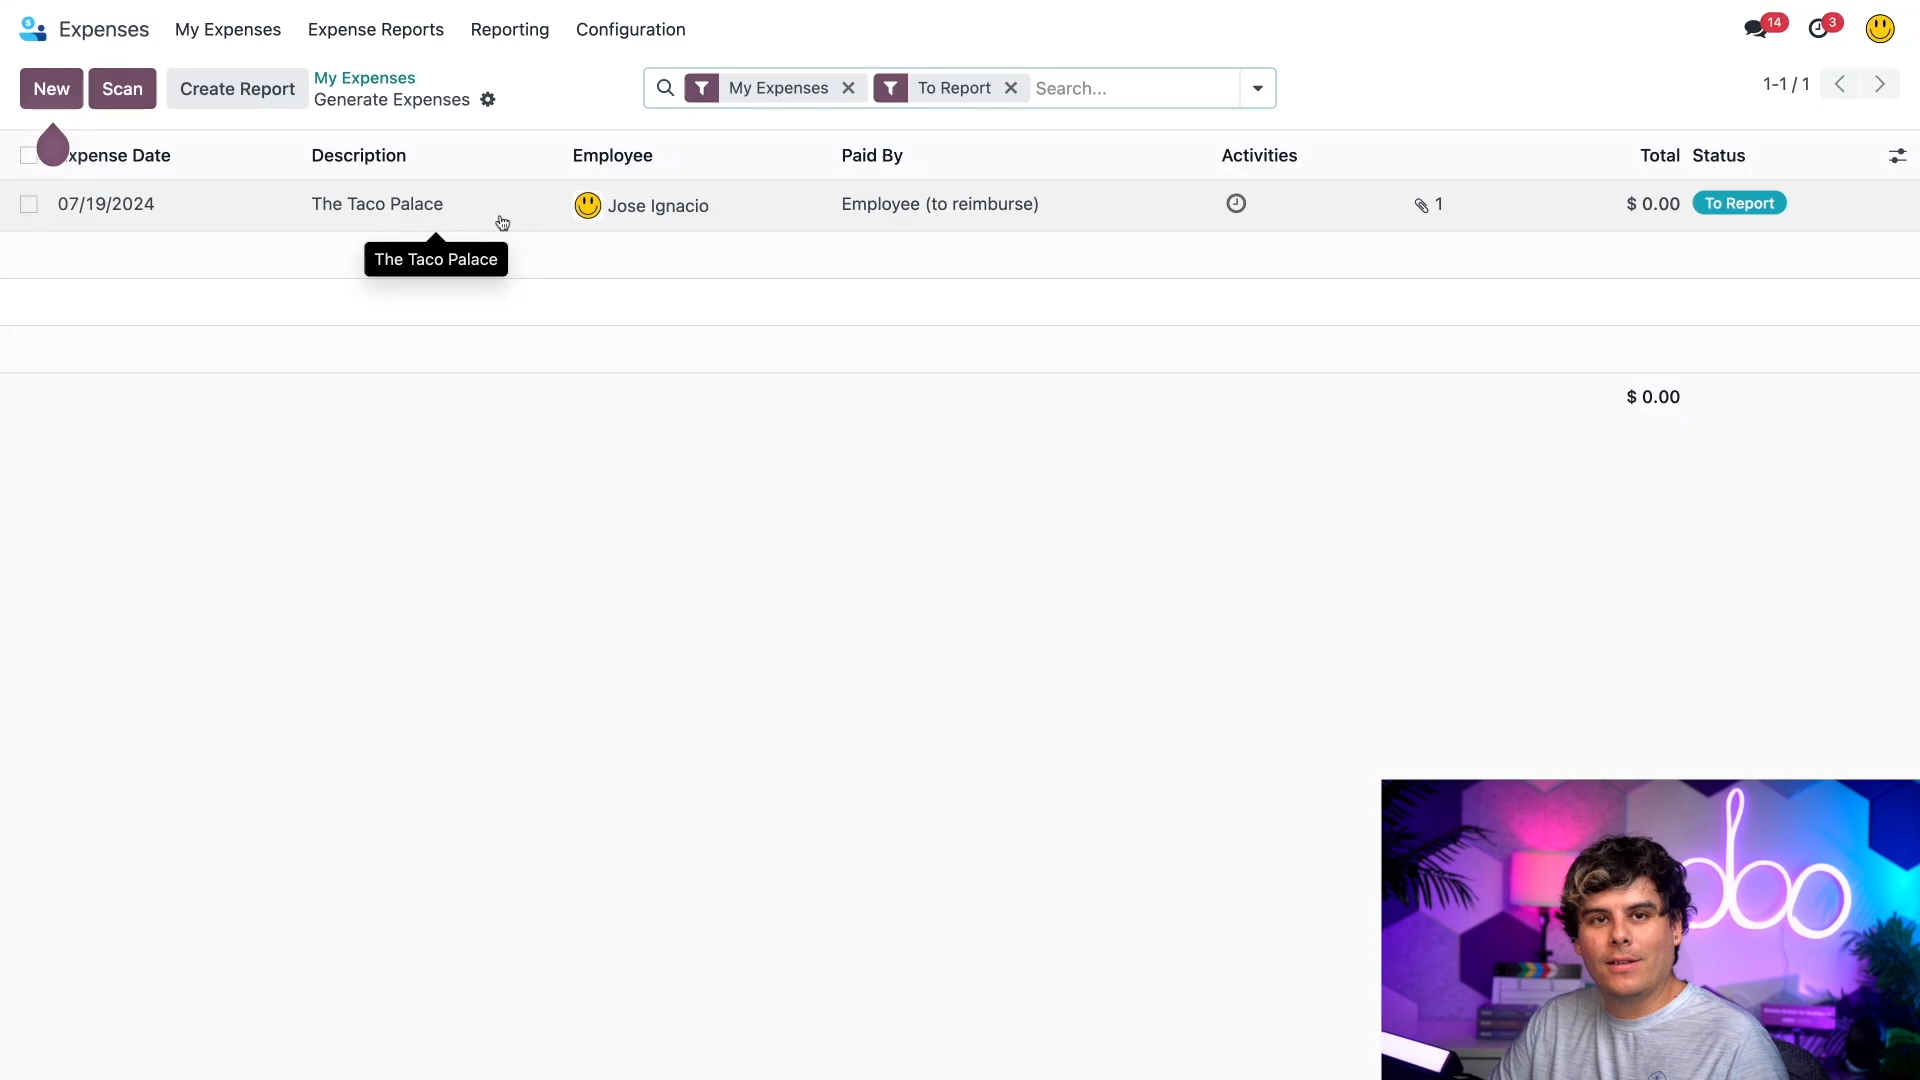 Expenses My Expenses Expense Reports Reporting Configuration 14 3
New Scan Create Report My Expenses
Generate Expenses
My Expenses To Report Search... 1-1 / 1
xpense Date Description Employee Paid By Activities Total Status
07/19/2024 The Taco Palace Jose Ignacio Employee (to reimburse) 1 $ 0.00 To Report
The Taco Palace
$ 0.00
odoo